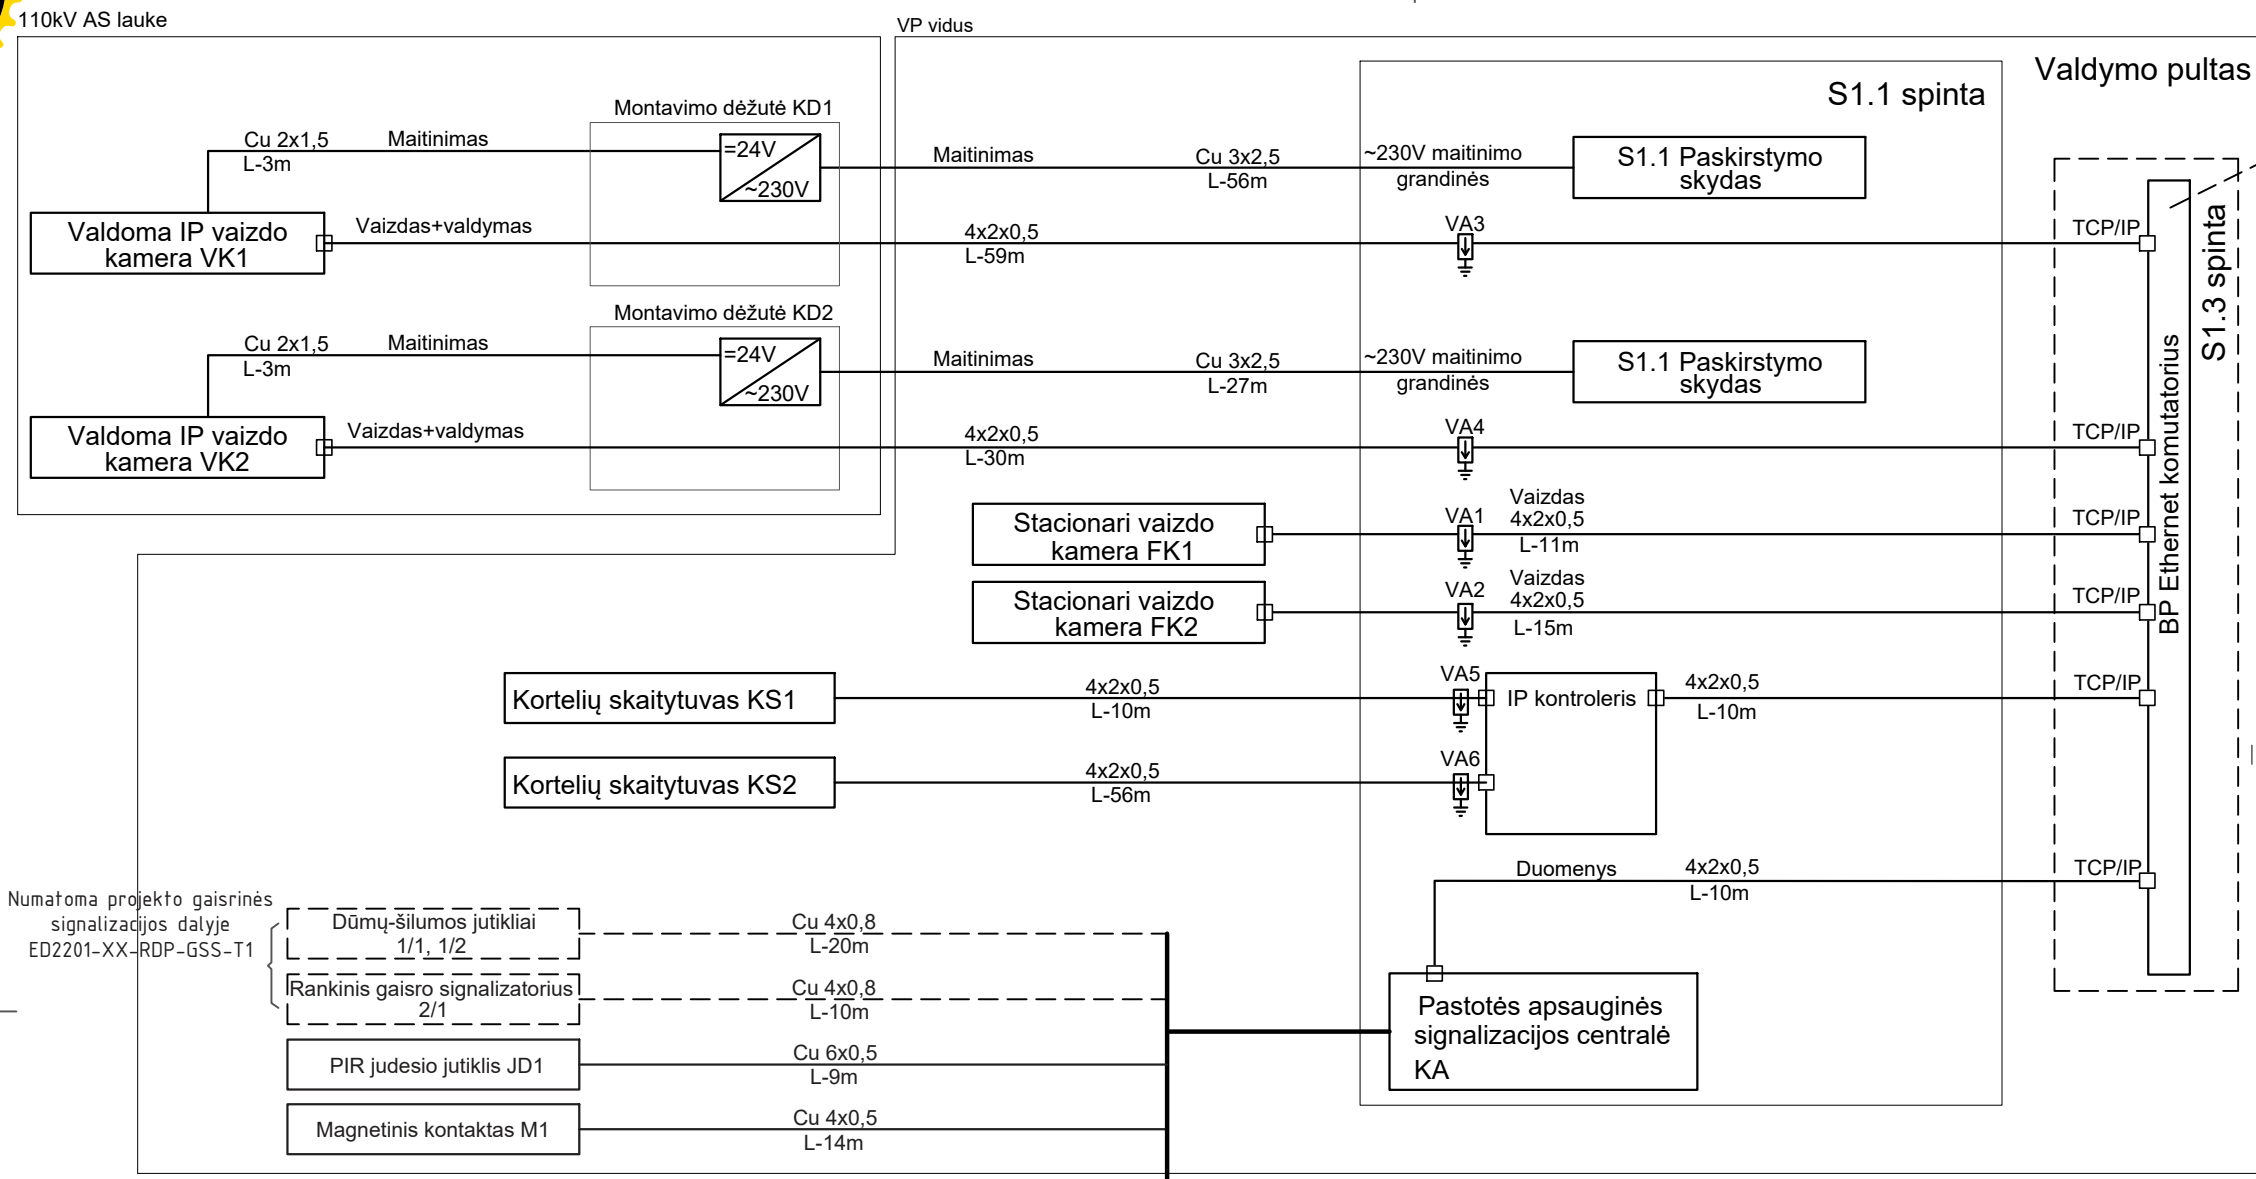 110kV AS lauke
VP vidus
Valdymo pultas
S1.1 spinta
Montavimo dėžutė KD1
Cu 2x1,5
L-3m
Maitinimas
=24V
~230V
Maitinimas
Cu 3x2,5
L-56m
~230V maitinimo
grandinės
S1.1 Paskirstymo
skydas
Valdoma IP vaizdo
kamera VK1
Vaizdas+valdymas
4x2x0,5
L-59m
VA3
TCP/IP
S1.3 spinta
BP Ethernet komutatorius
Montavimo dėžutė KD2
Cu 2x1,5
L-3m
Maitinimas
=24V
~230V
Maitinimas
Cu 3x2,5
L-27m
~230V maitinimo
grandinės
S1.1 Paskirstymo
skydas
Valdoma IP vaizdo
kamera VK2
Vaizdas+valdymas
4x2x0,5
L-30m
VA4
TCP/IP
Stacionari vaizdo
kamera FK1
VA1
Vaizdas
4x2x0,5
L-11m
TCP/IP
Stacionari vaizdo
kamera FK2
VA2
Vaizdas
4x2x0,5
L-15m
TCP/IP
Kortelių skaitytuvas KS1
4x2x0,5
L-10m
VA5
IP kontroleris
4x2x0,5
L-10m
TCP/IP
Kortelių skaitytuvas KS2
4x2x0,5
L-56m
VA6
Duomenys
4x2x0,5
L-10m
TCP/IP
Numatoma projekto gaisrinės
signalizacijos dalyje
ED2201-XX-RDP-GSS-T1
Dūmų-šilumos jutikliai
1/1, 1/2
Cu 4x0,8
L-20m
Rankinis gaisro signalizatorius
2/1
Cu 4x0,8
L-10m
Pastotės apsauginės
signalizacijos centralė
KA
PIR judesio jutiklis JD1
Cu 6x0,5
L-9m
Magnetinis kontaktas M1
Cu 4x0,5
L-14m